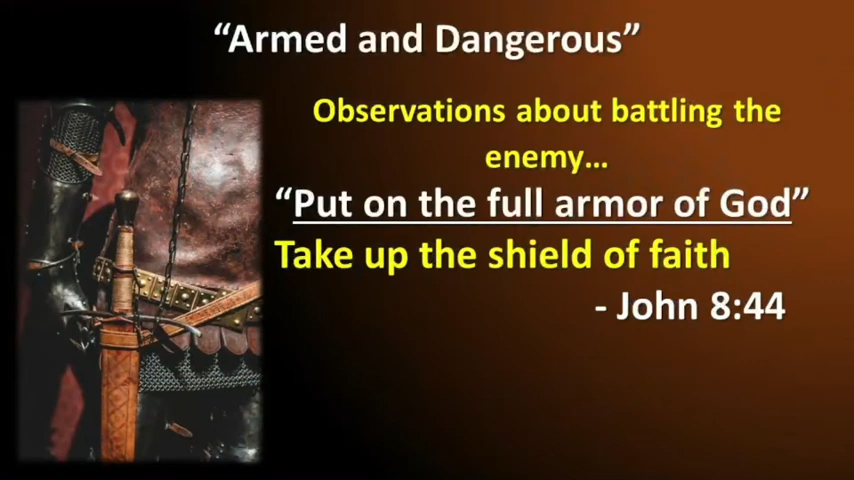 “Armed and Dangerous”
Observations about battling the
enemy…
“Put on the full armor of God”
Take up the shield of faith
- John 8:44